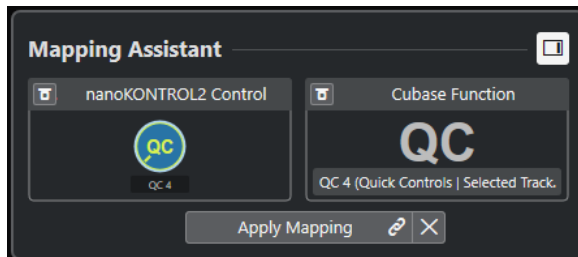 Mapping Assistant
nanoKONTROL2 Control
Cubase Function
QC
QC 4
QC
QC 4 (Quick Controls | Selected Track.
Apply Mapping